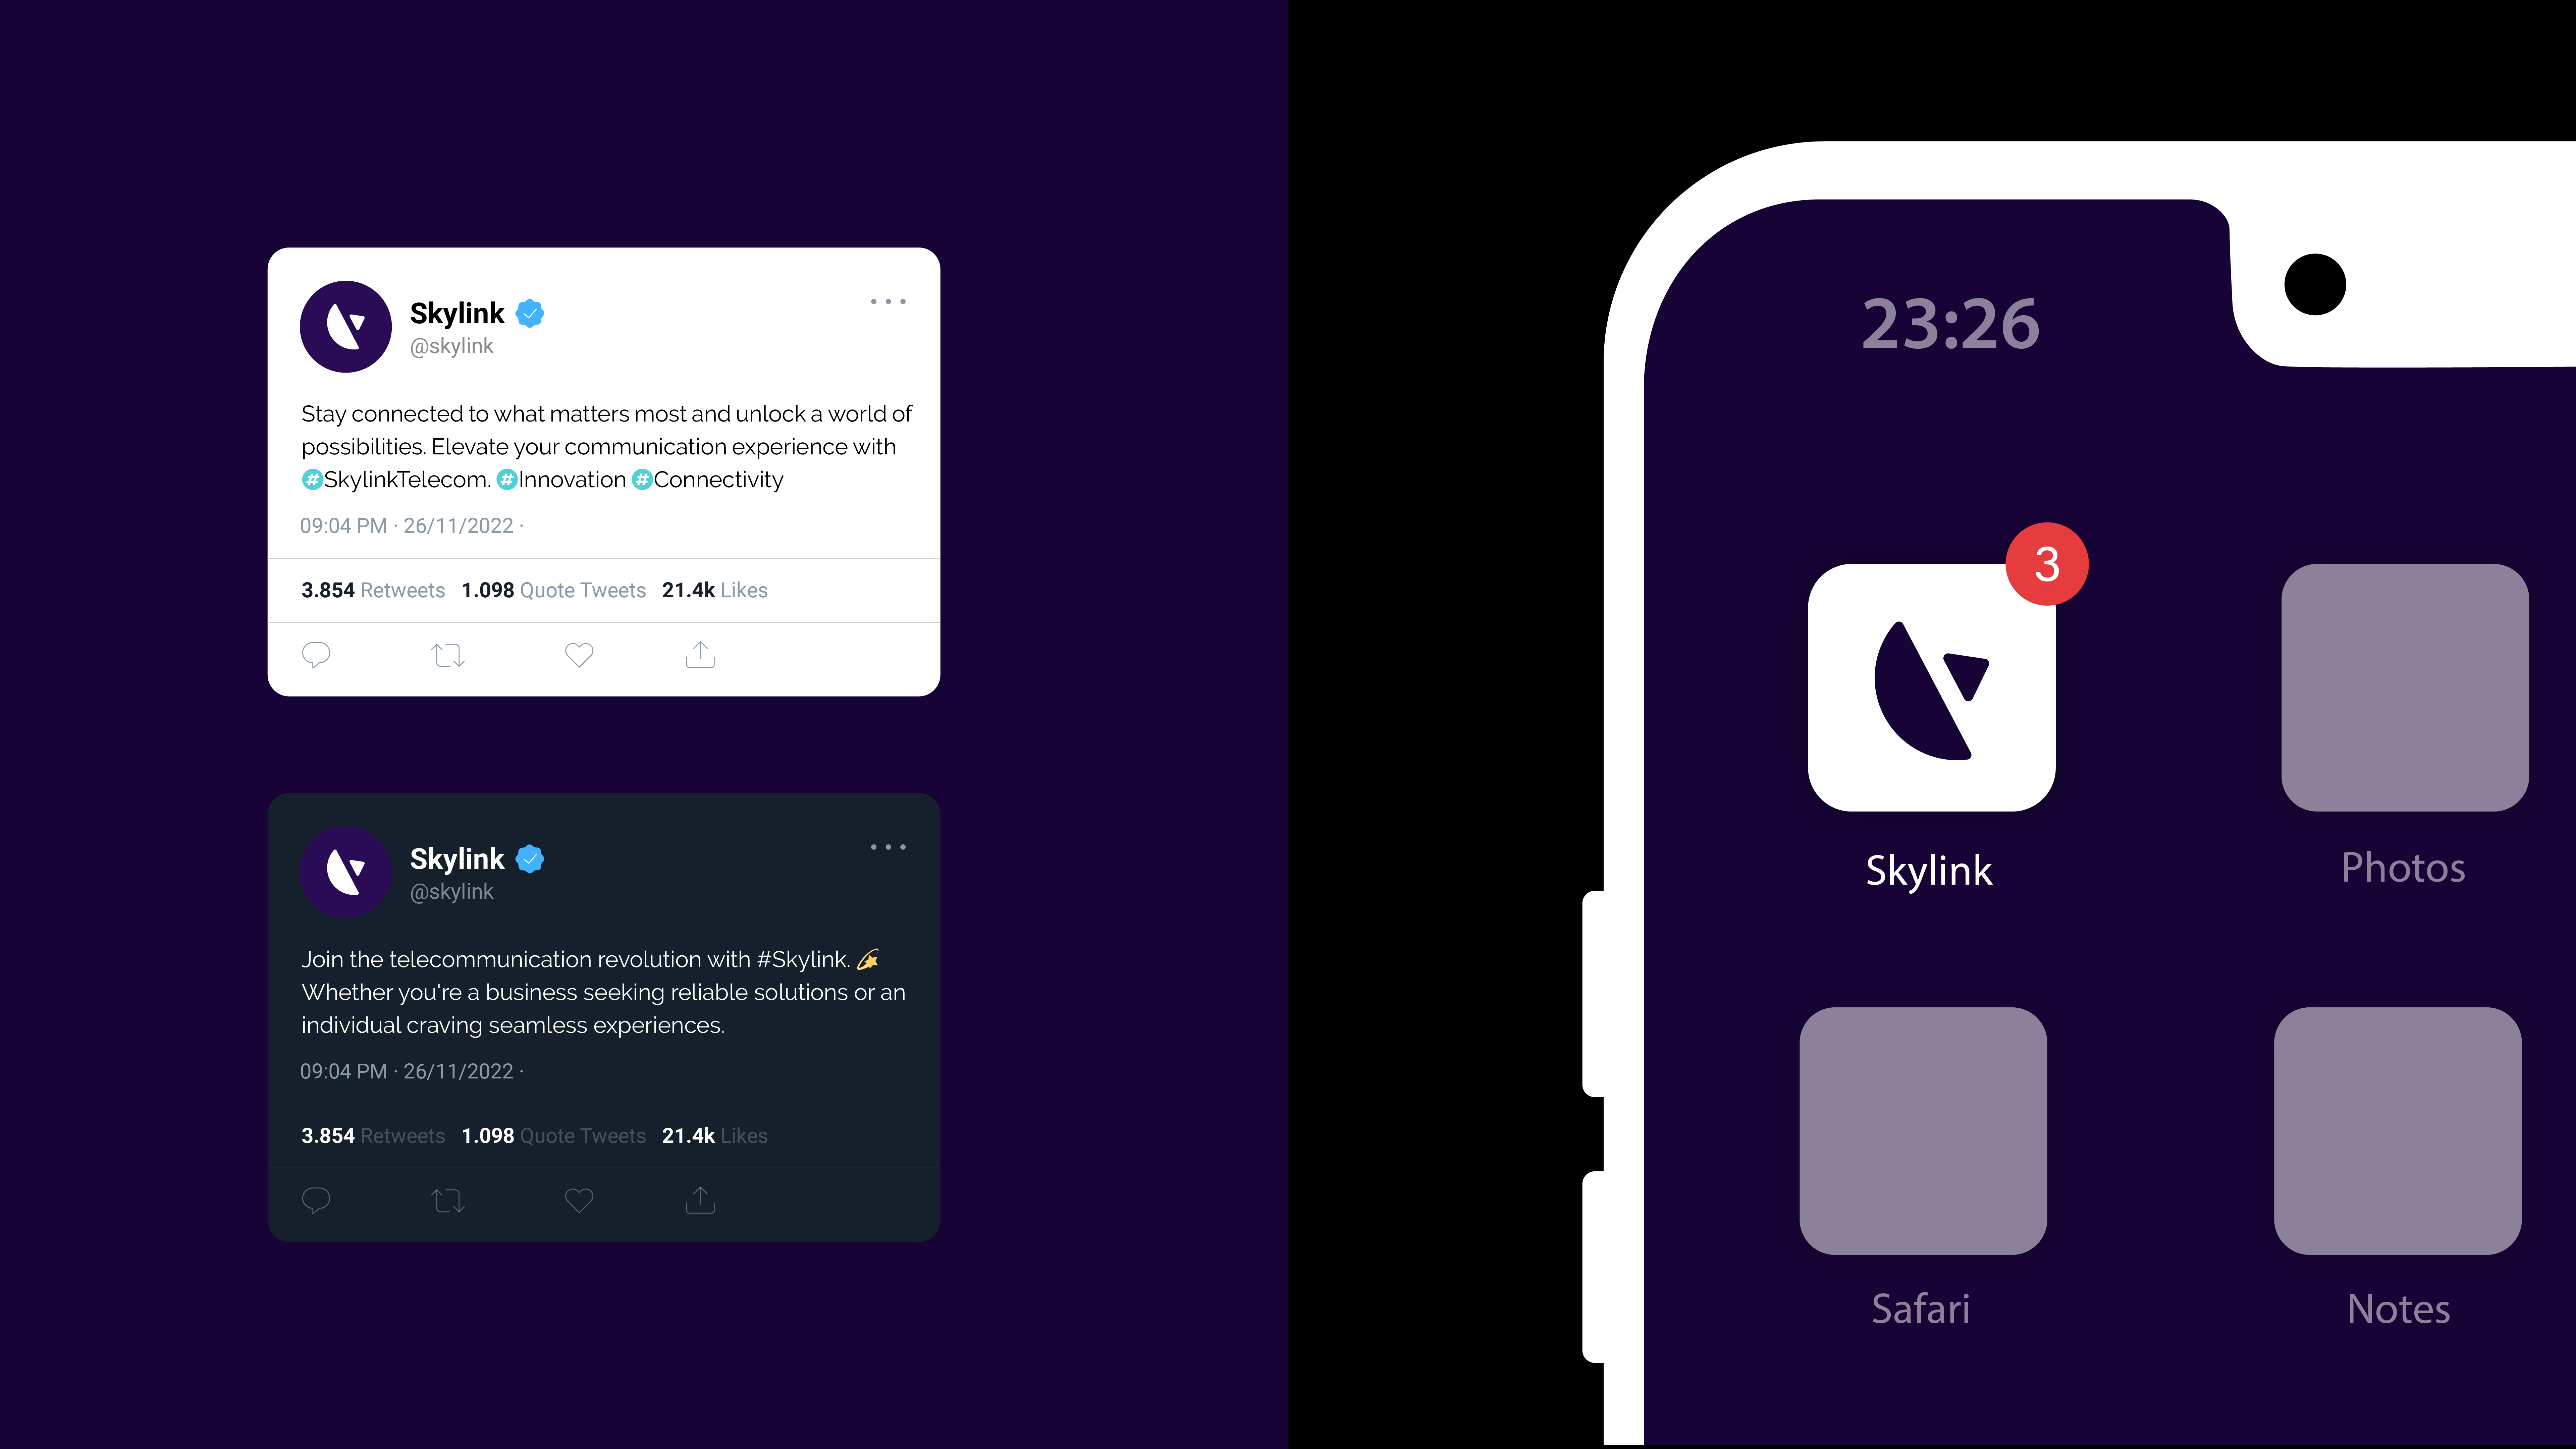 Skylink
@skylink
Stay connected to what matters most and unlock a world of
possibilities. Elevate your communication experience with
#SkylinkTelecom. #Innovation #Connectivity
09:04 PM · 26/11/2022 ·
3.854 Retweets 1.098 Quote Tweets 21.4k Likes
Skylink
@skylink
Join the telecommunication revolution with #Skylink. 💫
Whether you're a business seeking reliable solutions or an
individual craving seamless experiences.
09:04 PM · 26/11/2022 ·
3.854 Retweets 1.098 Quote Tweets 21.4k Likes
23:26
3
Skylink
Photos
Safari
Notes